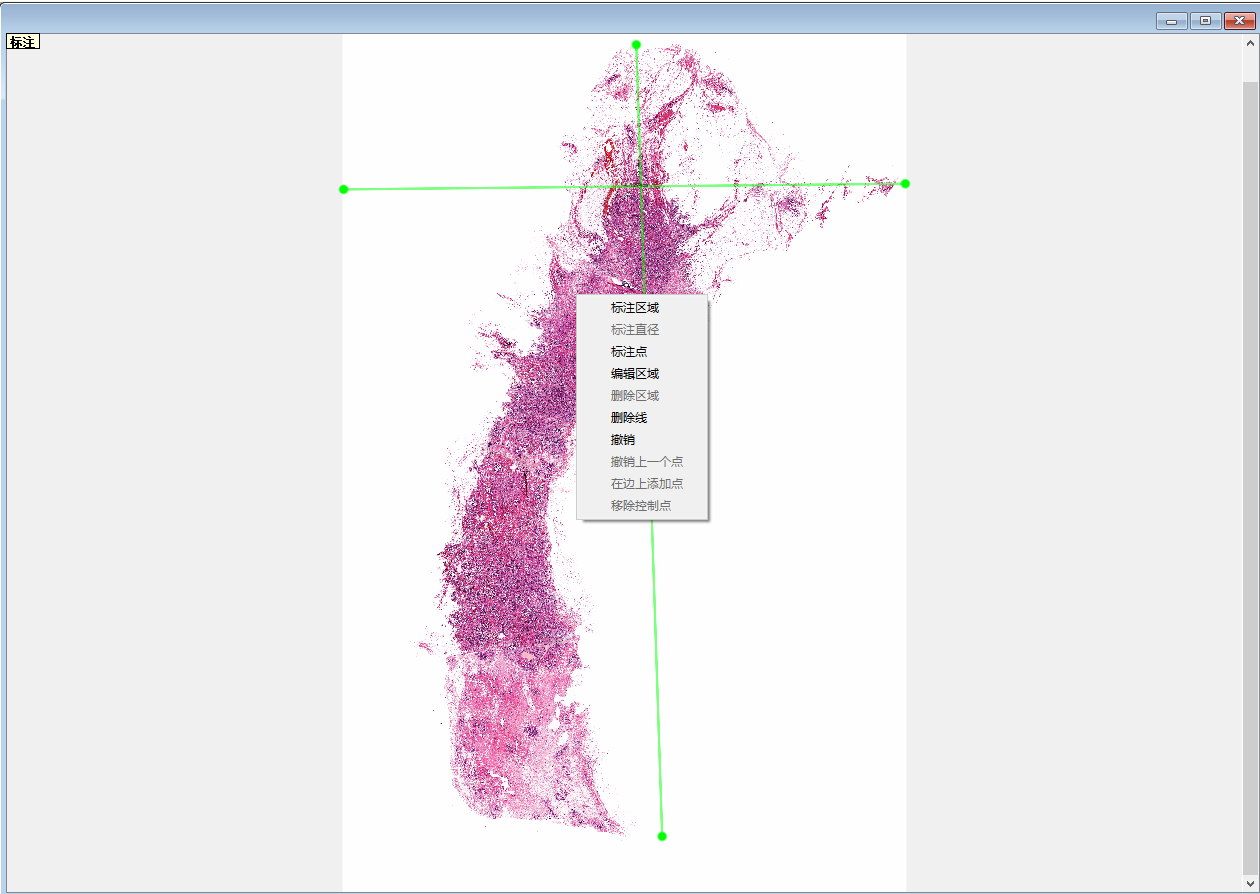 标注
标注区域
标注直径
标注点
编辑区域
删除区域
删除线
撤销
撤销上一个点
在边上添加点
移除控制点